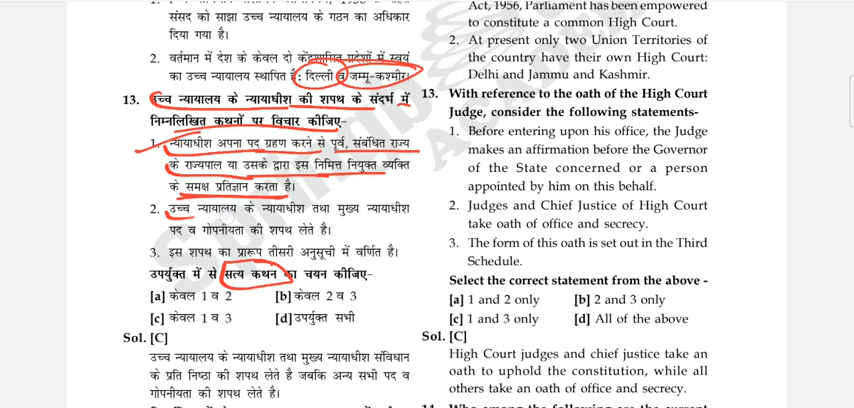 संसद को साझा उच्च न्यायालय के गठन का अधिकार
दिया गया है।
2. वर्तमान में देश के केवल दो केंद्रशासित प्रदेशों में स्वयं
का उच्च न्यायालय स्थापित है: दिल्ली व जम्मू-कश्मीर।
13. उच्च न्यायालय के न्यायाधीश की शपथ के संदर्भ में
निम्नलिखित कथनों पर विचार कीजिए-
1. न्यायाधीश अपना पद ग्रहण करने से पूर्व, संबंधित राज्य
के राज्यपाल या उसके द्वारा इस निमित्त नियुक्त व्यक्ति
के समक्ष प्रतिज्ञान करता है।
2. उच्च न्यायालय के न्यायाधीश तथा मुख्य न्यायाधीश
पद व गोपनीयता की शपथ लेते है।
3. इस शपथ का प्रारूप तीसरी अनुसूची में वर्णित है।
उपर्युक्त में से सत्य कथन का चयन कीजिए-
[a] केवल 1 व 2 [b] केवल 2 व 3
[c] केवल 1 व 3 [d] उपर्युक्त सभी
Sol. [C]
उच्च न्यायालय के न्यायाधीश तथा मुख्य न्यायाधीश संविधान
के प्रति निष्ठा की शपथ लेते है जबकि अन्य सभी पद व
गोपनीयता की शपथ लेते है।
Act, 1956, Parliament has been empowered
to constitute a common High Court.
2. At present only two Union Territories of
the country have their own High Court:
Delhi and Jammu and Kashmir.
13. With reference to the oath of the High Court
Judge, consider the following statements-
1. Before entering upon his office, the Judge
makes an affirmation before the Governor
of the State concerned or a person
appointed by him on this behalf.
2. Judges and Chief Justice of High Court
take oath of office and secrecy.
3. The form of this oath is set out in the Third
Schedule.
Select the correct statement from the above -
[a] 1 and 2 only [b] 2 and 3 only
[c] 1 and 3 only [d] All of the above
Sol. [C]
High Court judges and chief justice take an
oath to uphold the constitution, while all
others take an oath of office and secrecy.